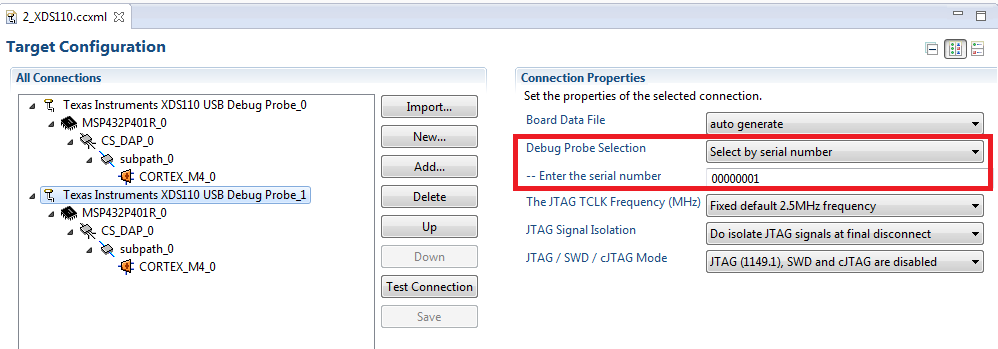 2_XDS110.ccxml
Target Configuration
All Connections
Texas Instruments XDS110 USB Debug Probe_0
MSP432P401R_0
CS_DAP_0
subpath_0
CORTEX_M4_0
Texas Instruments XDS110 USB Debug Probe_1
MSP432P401R_0
CS_DAP_0
subpath_0
CORTEX_M4_0
Import...
New...
Add...
Delete
Up
Down
Test Connection
Save
Connection Properties
Set the properties of the selected connection.
Board Data File auto generate
Debug Probe Selection Select by serial number
-- Enter the serial number 00000001
The JTAG TCLK Frequency (MHz) Fixed default 2.5MHz frequency
JTAG Signal Isolation Do isolate JTAG signals at final disconnect
JTAG / SWD / cJTAG Mode JTAG (1149.1), SWD and cJTAG are disabled